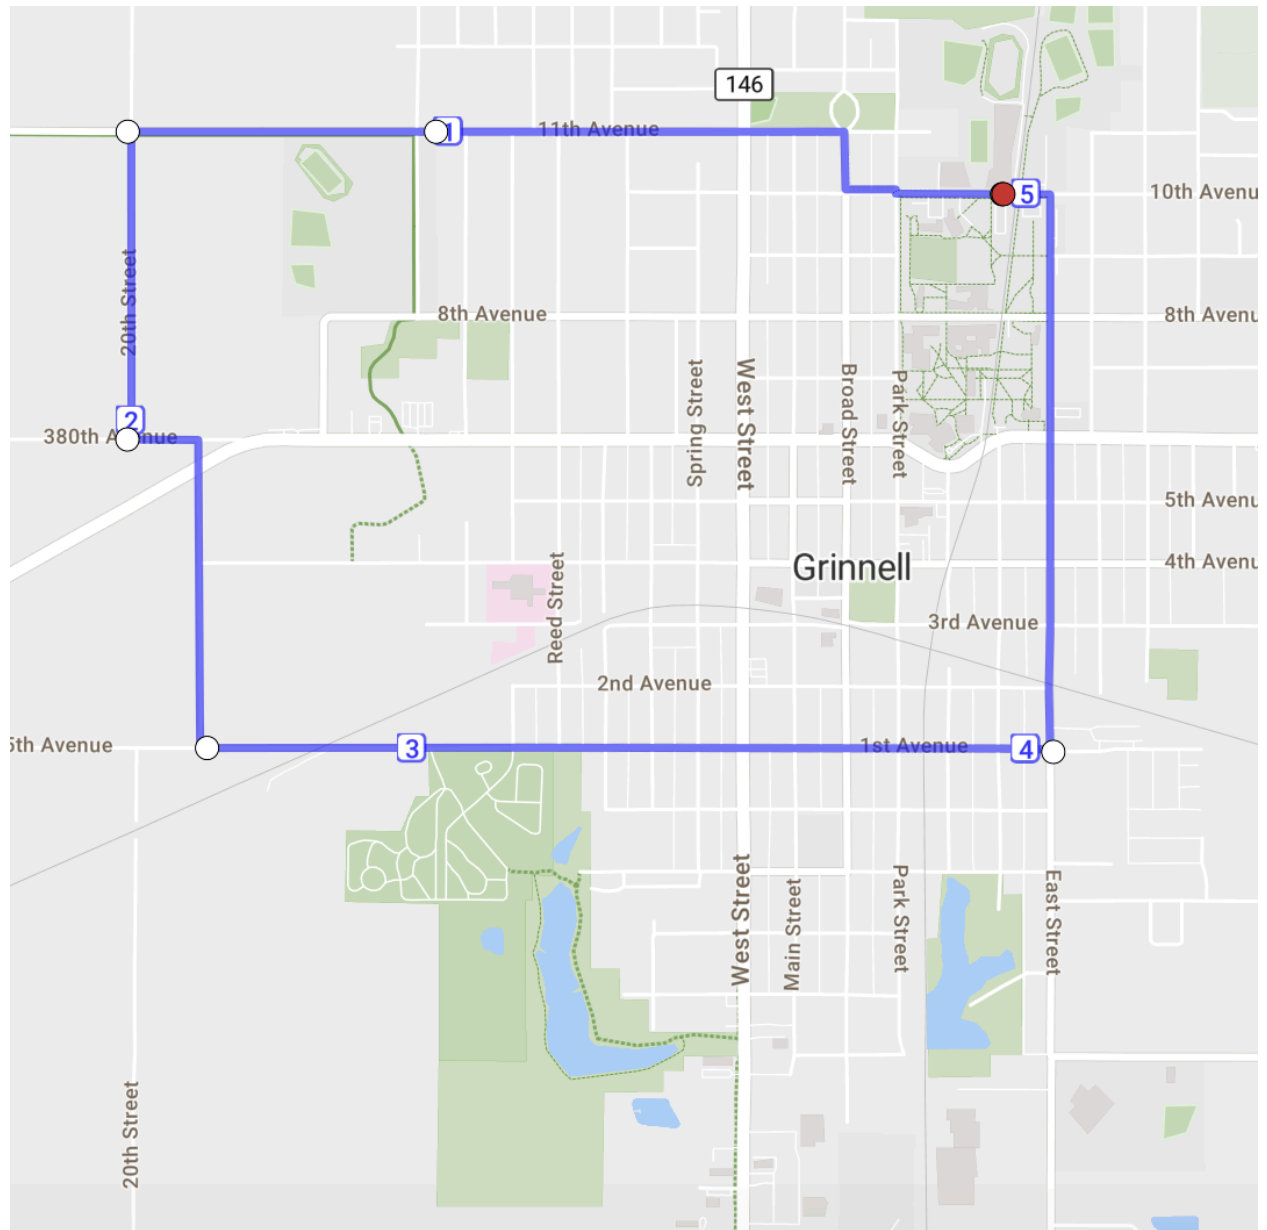 146
1
11th Avenue
5
10th Avenu
20th Street
8th Avenue
8th Avenu
Spring Street
West Street
Broad Street
Park Street
2
380th Avenue
5th Avenu
Grinnell
4th Avenu
Reed Street
3rd Avenue
2nd Avenue
5th Avenue
3
1st Avenue
4
West Street
Main Street
Park Street
East Street
20th Street